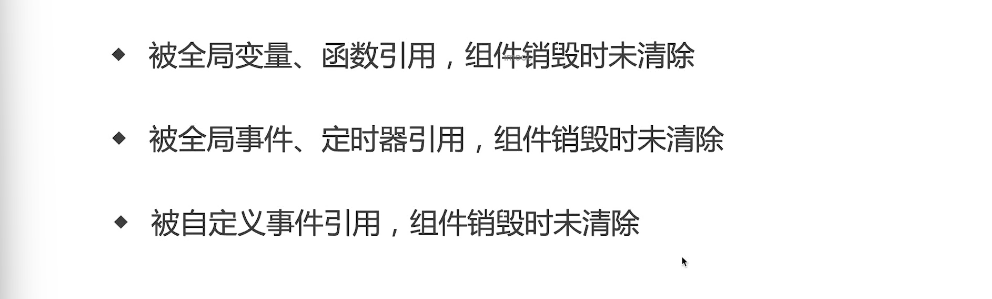 ◆ 被全局变量、函数引用，组件销毁时未清除
◆ 被全局事件、定时器引用，组件销毁时未清除
◆ 被自定义事件引用，组件销毁时未清除